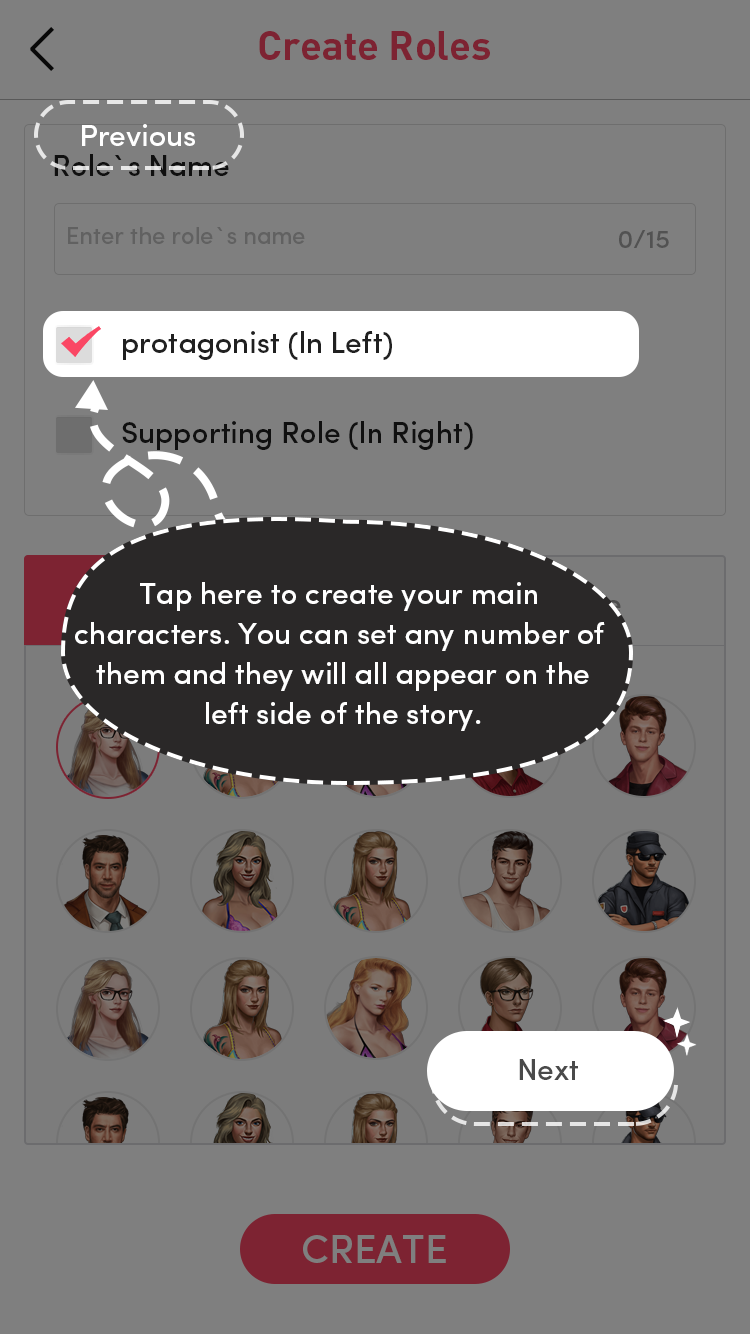 Create Roles
Previous
Role`s Name
Enter the role`s name
0/15
protagonist (In Left)
Supporting Role (In Right)
Tap here to create your main
characters. You can set any number of
them and they will all appear on the
left side of the story.
Next
CREATE